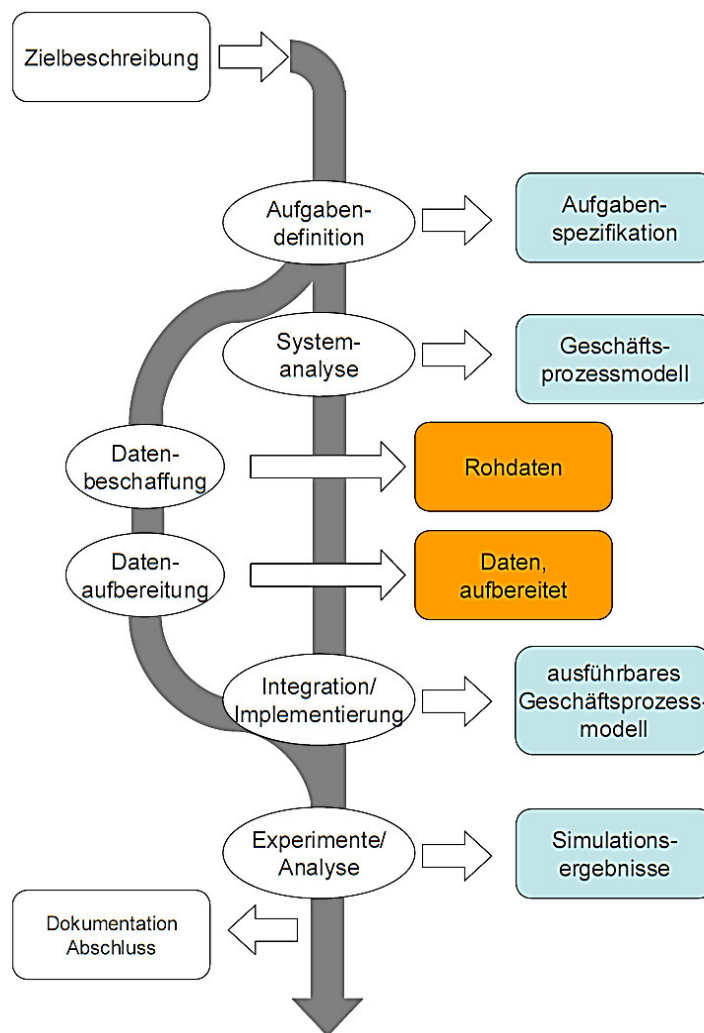 Zielbeschreibung
Aufgaben-
definition
Aufgaben-
spezifikation
System-
analyse
Geschäfts-
prozessmodell
Daten-
beschaffung
Rohdaten
Daten-
aufbereitung
Daten,
aufbereitet
Integration/
Implementierung
ausführbares
Geschäftsprozess-
modell
Experimente/
Analyse
Simulations-
ergebnisse
Dokumentation
Abschluss